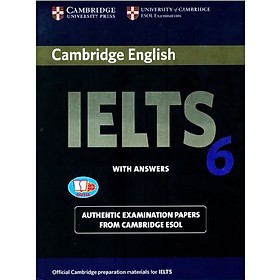 CAMBRIDGE UNIVERSITY PRESS
UNIVERSITY of CAMBRIDGE
ESOL Examinations
Cambridge English
IELTS 6
WITH ANSWERS
AUTHENTIC EXAMINATION PAPERS
FROM CAMBRIDGE ESOL
Official Cambridge preparation materials for IELTS